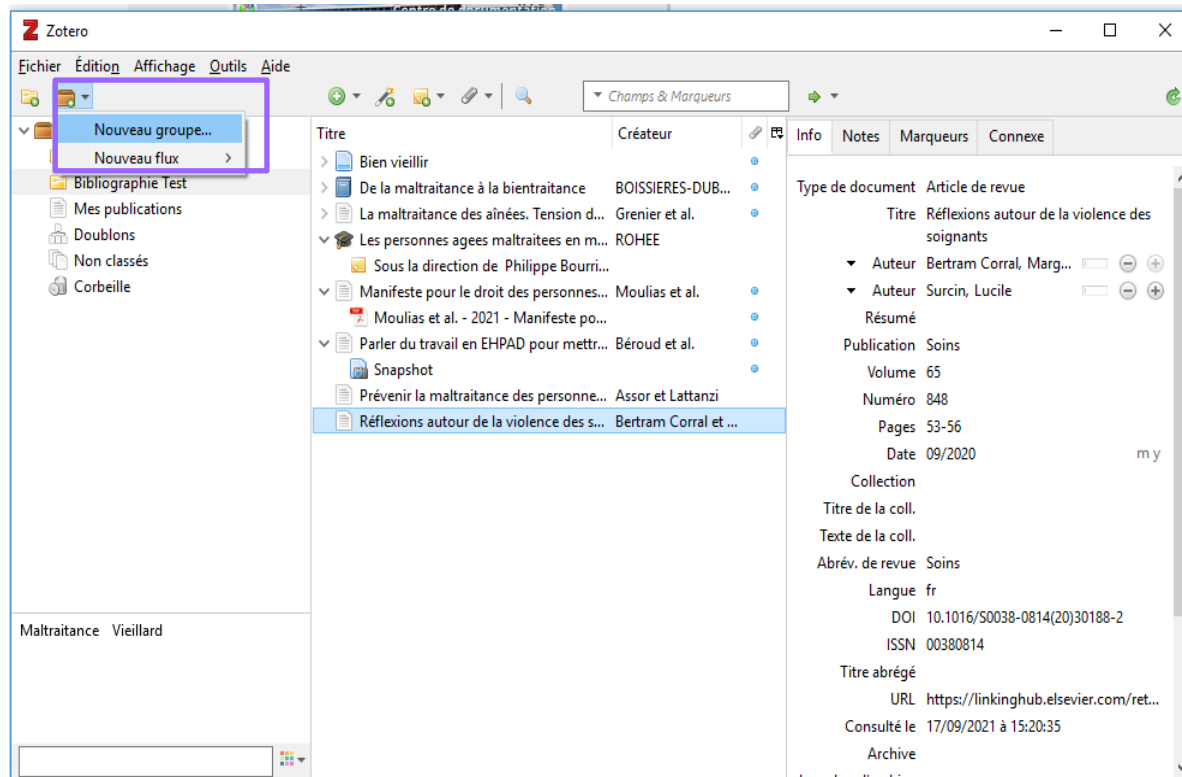 Centre de documentation
Zotero
Fichier Édition Affichage Outils Aide
Champs & Marqueurs
Nouveau groupe...
Nouveau flux
Bibliographie Test
Mes publications
Doublons
Non classés
Corbeille
Maltraitance Vieillard
Titre Créateur
Bien vieillir
De la maltraitance à la bientraitance BOISSIERES-DUB...
La maltraitance des aînées. Tension d... Grenier et al.
Les personnes agees maltraitees en m... ROHEE
Sous la direction de Philippe Bourri...
Manifeste pour le droit des personnes... Moulias et al.
Moulias et al. - 2021 - Manifeste po...
Parler du travail en EHPAD pour mettr... Béroud et al.
Snapshot
Prévenir la maltraitance des personne... Assor et Lattanzi
Réflexions autour de la violence des s... Bertram Corral et ...
Info Notes Marqueurs Connexe
Type de document Article de revue
Titre Réflexions autour de la violence des
soignants
Auteur Bertram Corral, Marg...
Auteur Surcin, Lucile
Résumé
Publication Soins
Volume 65
Numéro 848
Pages 53-56
Date 09/2020 m y
Collection
Titre de la coll.
Texte de la coll.
Abrév. de revue Soins
Langue fr
DOI 10.1016/S0038-0814(20)30188-2
ISSN 00380814
Titre abrégé
URL https://linkinghub.elsevier.com/ret...
Consulté le 17/09/2021 à 15:20:35
Archive